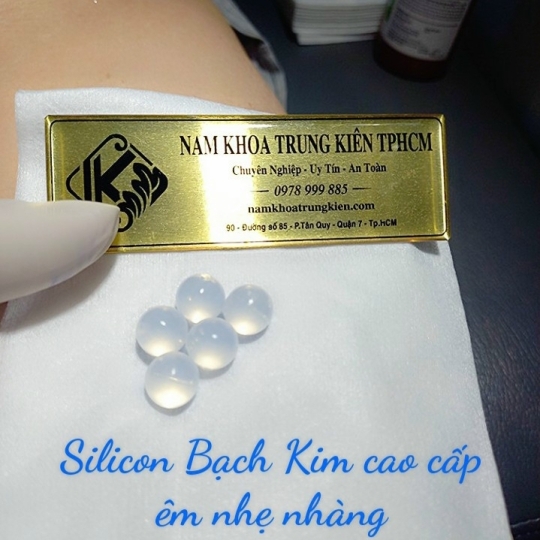 NAM KHOA TRUNG KIÊN TPHCM
Chuyên Nghiệp - Uy Tín - An Toàn
0978 999 885
namkhoatrungkien.com
90 - Đường số 85 - P.Tân Quy - Quận 7 - Tp.HCM
Silicon Bạch Kim cao cấp
êm nhẹ nhàng